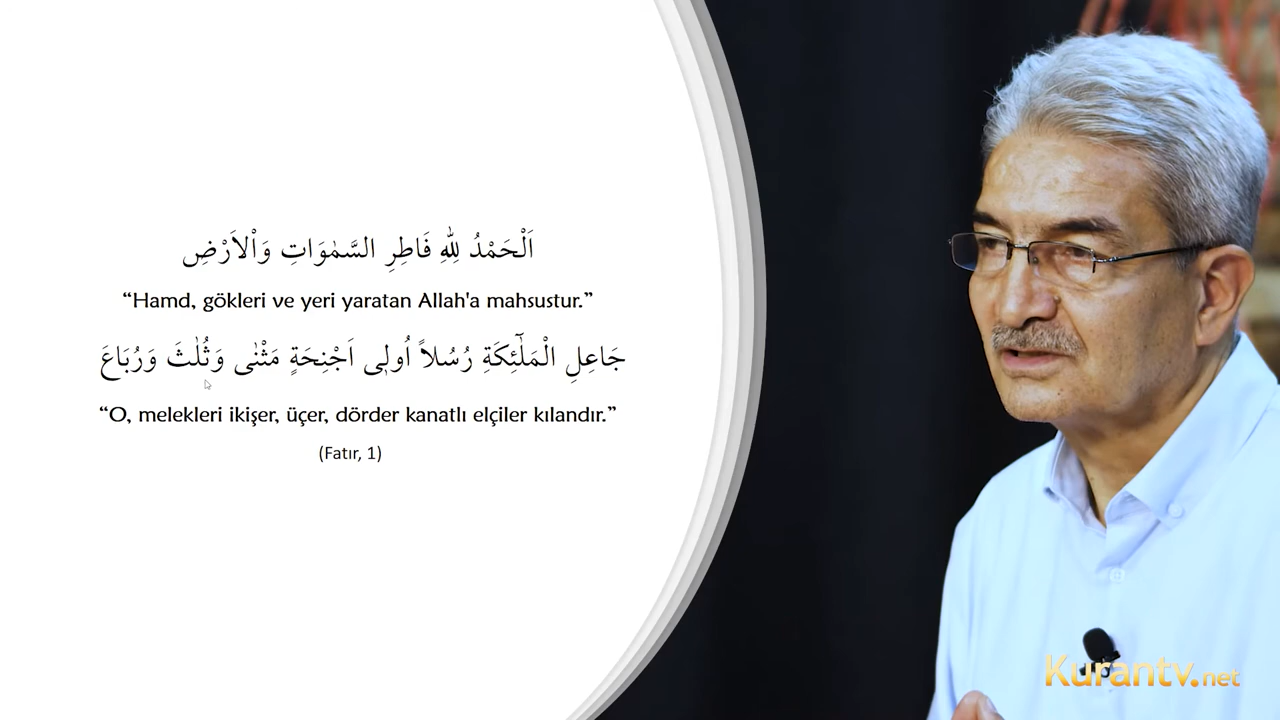 اَلْحَمْدُ لِلّٰهِ فَاطِرِ السَّمٰوَاتِ وَاْلاَرْضِ
“Hamd, gökleri ve yeri yaratan Allah'a mahsustur.”
جَاعِلِ الْمَلٰٓئِكَةِ رُسُلاً اُولٖى اَجْنِحَةٍ مَثْنٰى وَثُلٰثَ وَرُبَاعَ
“O, melekleri ikişer, üçer, dörder kanatlı elçiler kılandır.”
(Fatır, 1)
Kurantv.net